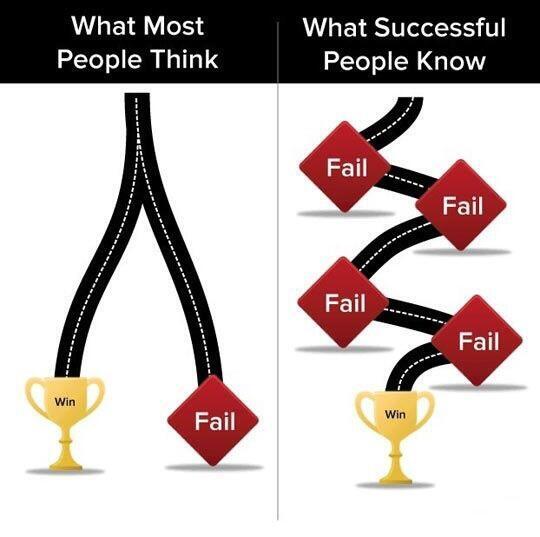 What Most
People Think
What Successful
People Know
Win
Fail
Fail
Fail
Fail
Fail
Win